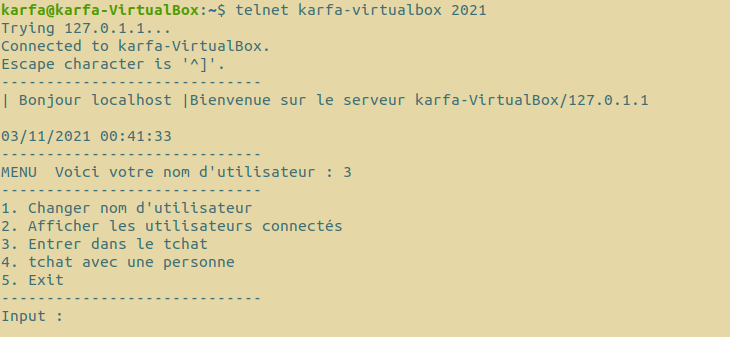 karfa@karfa-VirtualBox:~$ telnet karfa-virtualbox 2021
Trying 127.0.1.1...
Connected to karfa-VirtualBox.
Escape character is '^]'.
-----------------------------
| Bonjour localhost |Bienvenue sur le serveur karfa-VirtualBox/127.0.1.1
03/11/2021 00:41:33
-----------------------------
MENU  Voici votre nom d'utilisateur : 3
-----------------------------
1. Changer nom d'utilisateur
2. Afficher les utilisateurs connectés
3. Entrer dans le tchat
4. tchat avec une personne
5. Exit
-----------------------------
Input :